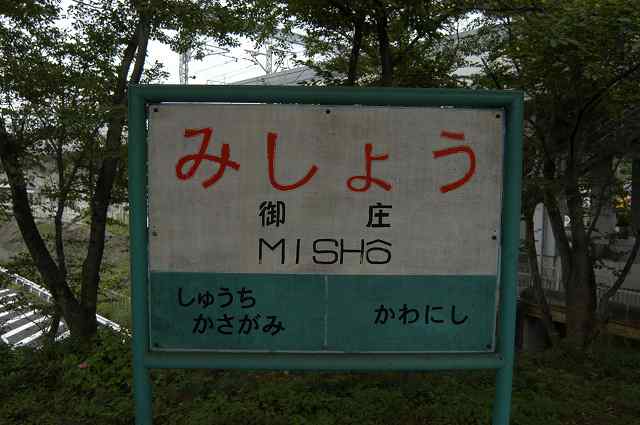 みしょう
御庄
MISHÔ
しゅうち
かさがみ
かわにし